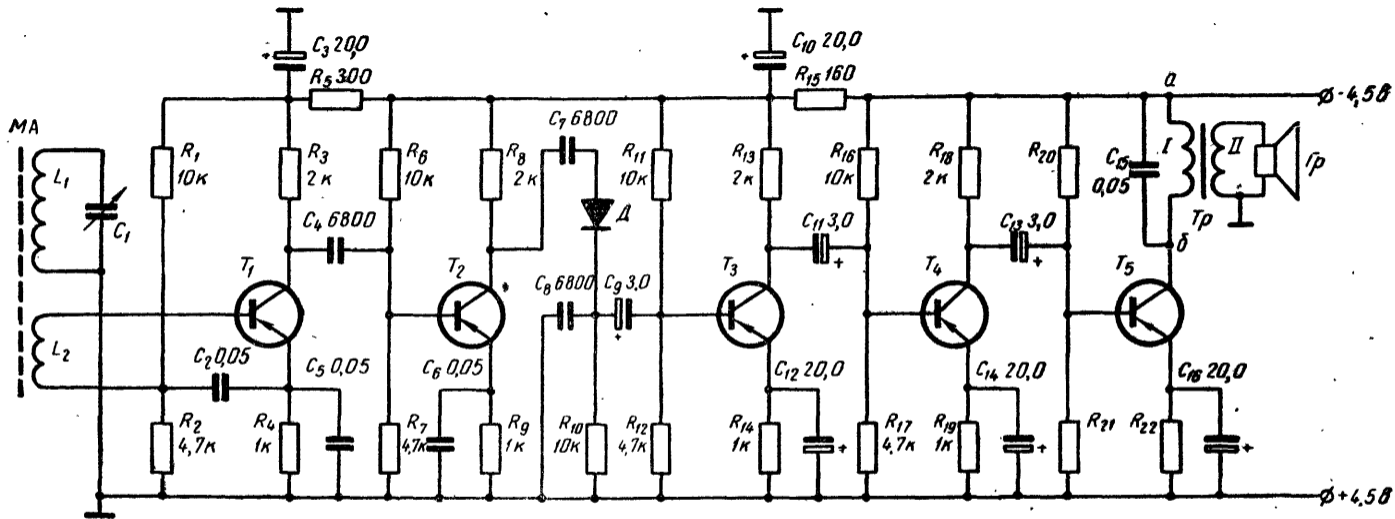 МА
L₁
C₁
L₂
R₁
10к
R₂
4,7к
C₂ 0,05
C₃ 20,0
+
R₅ 300
R₃
2к
T₁
C₄ 6800
C₅ 0,05
R₄
1к
R₆
10к
R₇
4,7к
R₈
2к
T₂
C₆ 0,05
R₉
1к
C₇ 6800
Д
C₈ 6800
C₉ 3,0
+
R₁₀
10к
R₁₁
10к
R₁₂
4,7к
C₁₀ 20,0
+
R₁₅ 160
R₁₃
2к
T₃
C₁₁ 3,0
+
C₁₂ 20,0
+
R₁₄
1к
R₁₆
10к
R₁₇
4,7к
R₁₈
2к
T₄
C₁₃ 3,0
+
C₁₄ 20,0
+
R₁₉
1к
R₂₀
R₂₁
C₁₅
0,05
а
б
I
II
Тр
Гр
T₅
C₁₆ 20,0
+
R₂₂
-4,5в
+4,5в